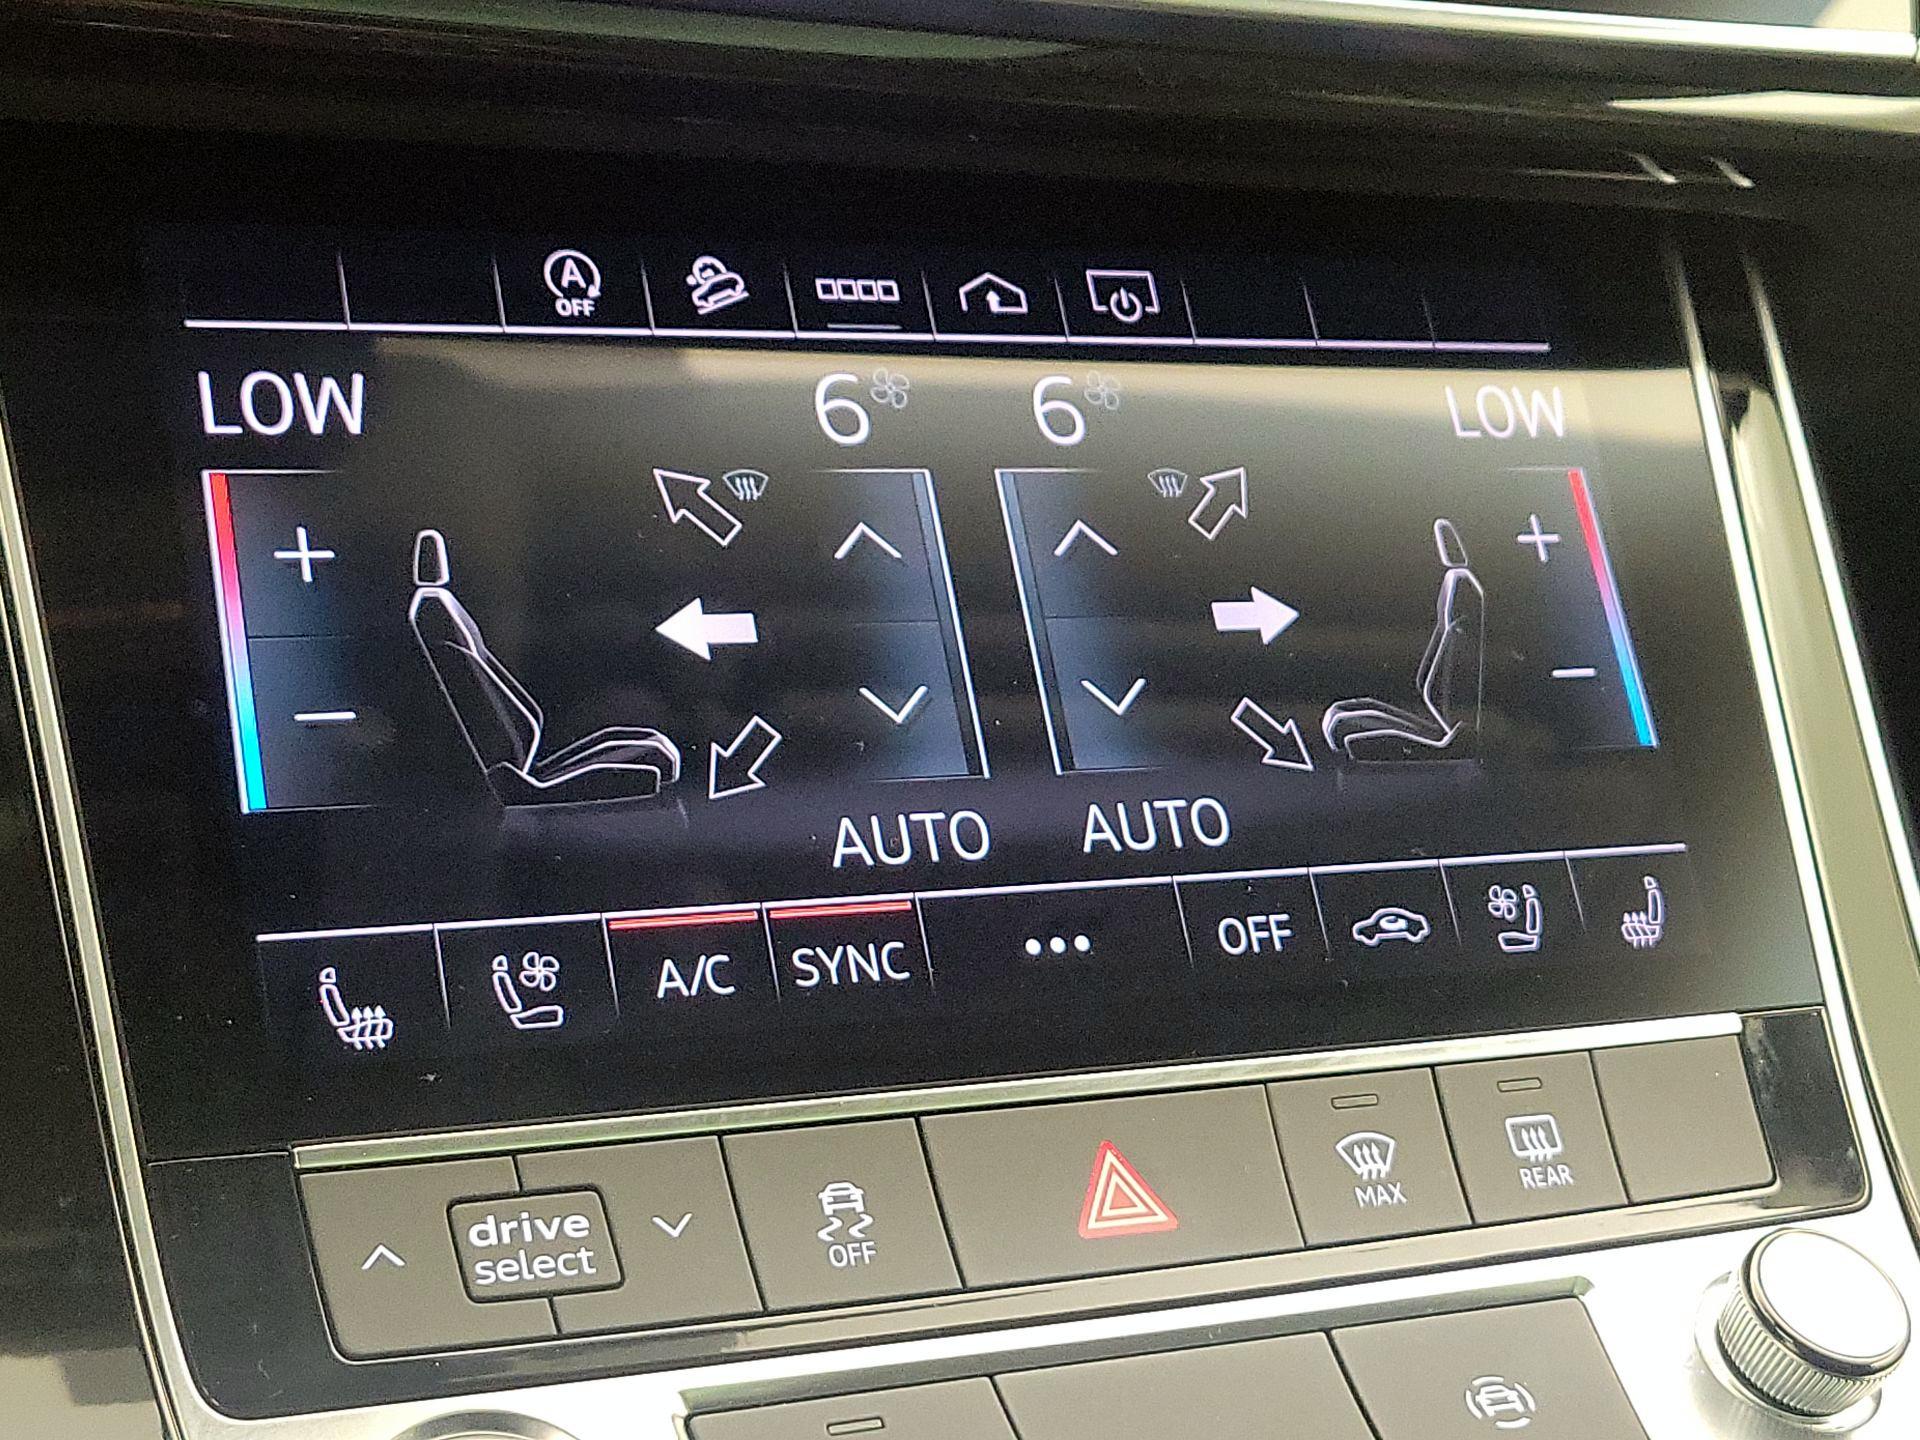 A
OFF
LOW 6 6 LOW
AUTO AUTO
A/C SYNC ••• OFF
drive
select
OFF
MAX
REAR